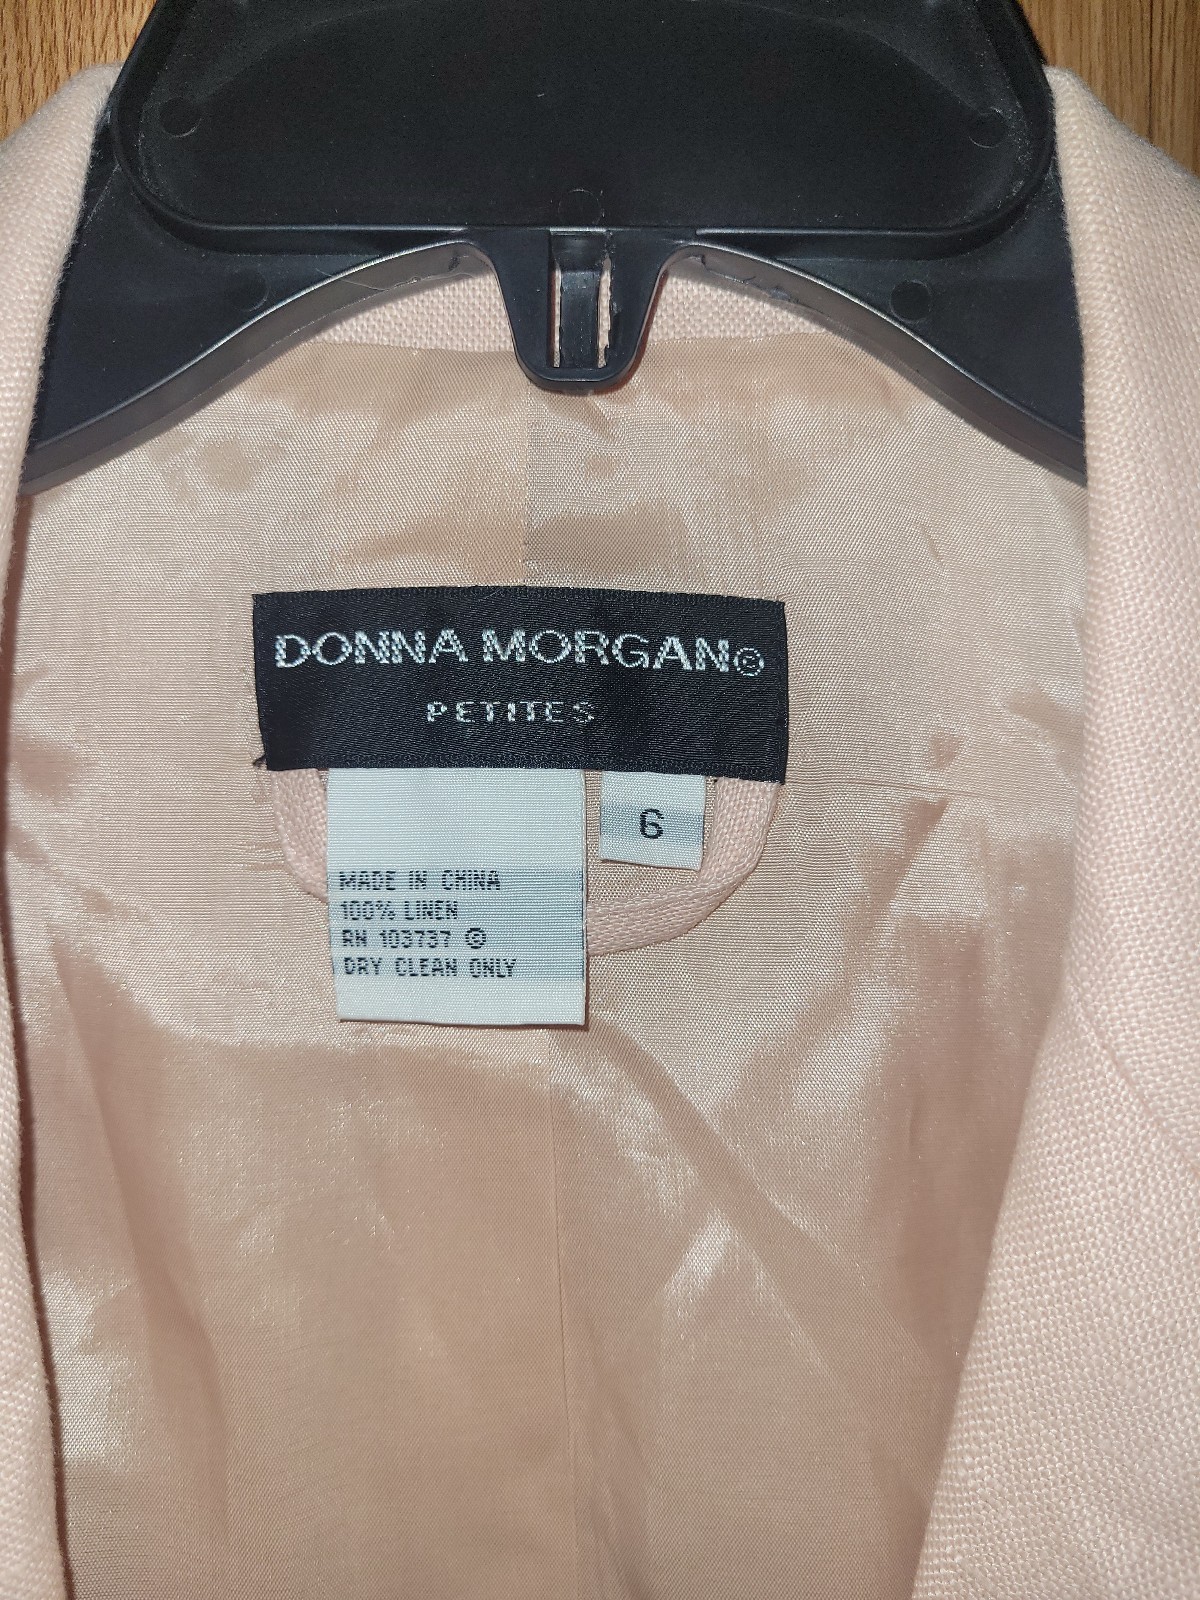 DONNA MORGAN©
PETITES
6
MADE IN CHINA
100% LINEN
RN 103737 ©
DRY CLEAN ONLY